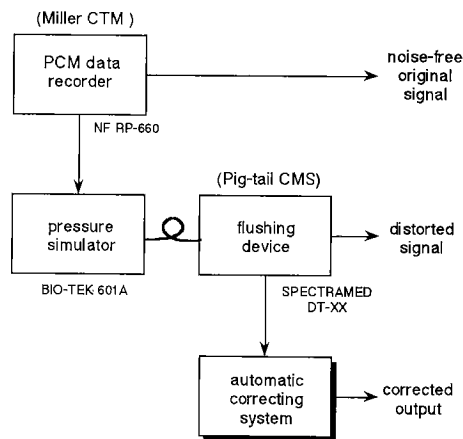 (Miller CTM )
PCM data
recorder
noise-free
original
signal
NF RP-660
(Pig-tail CMS)
pressure
simulator
flushing
device
distorted
signal
BIO-TEK 601A
SPECTRAMED
DT-XX
automatic
correcting
system
corrected
output